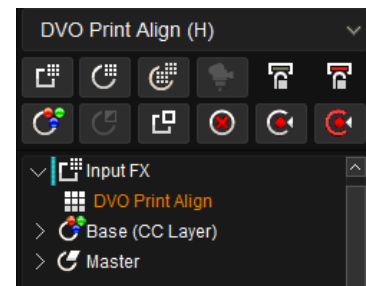 DVO Print Align (H)
Input FX
DVO Print Align
Base (CC Layer)
Master